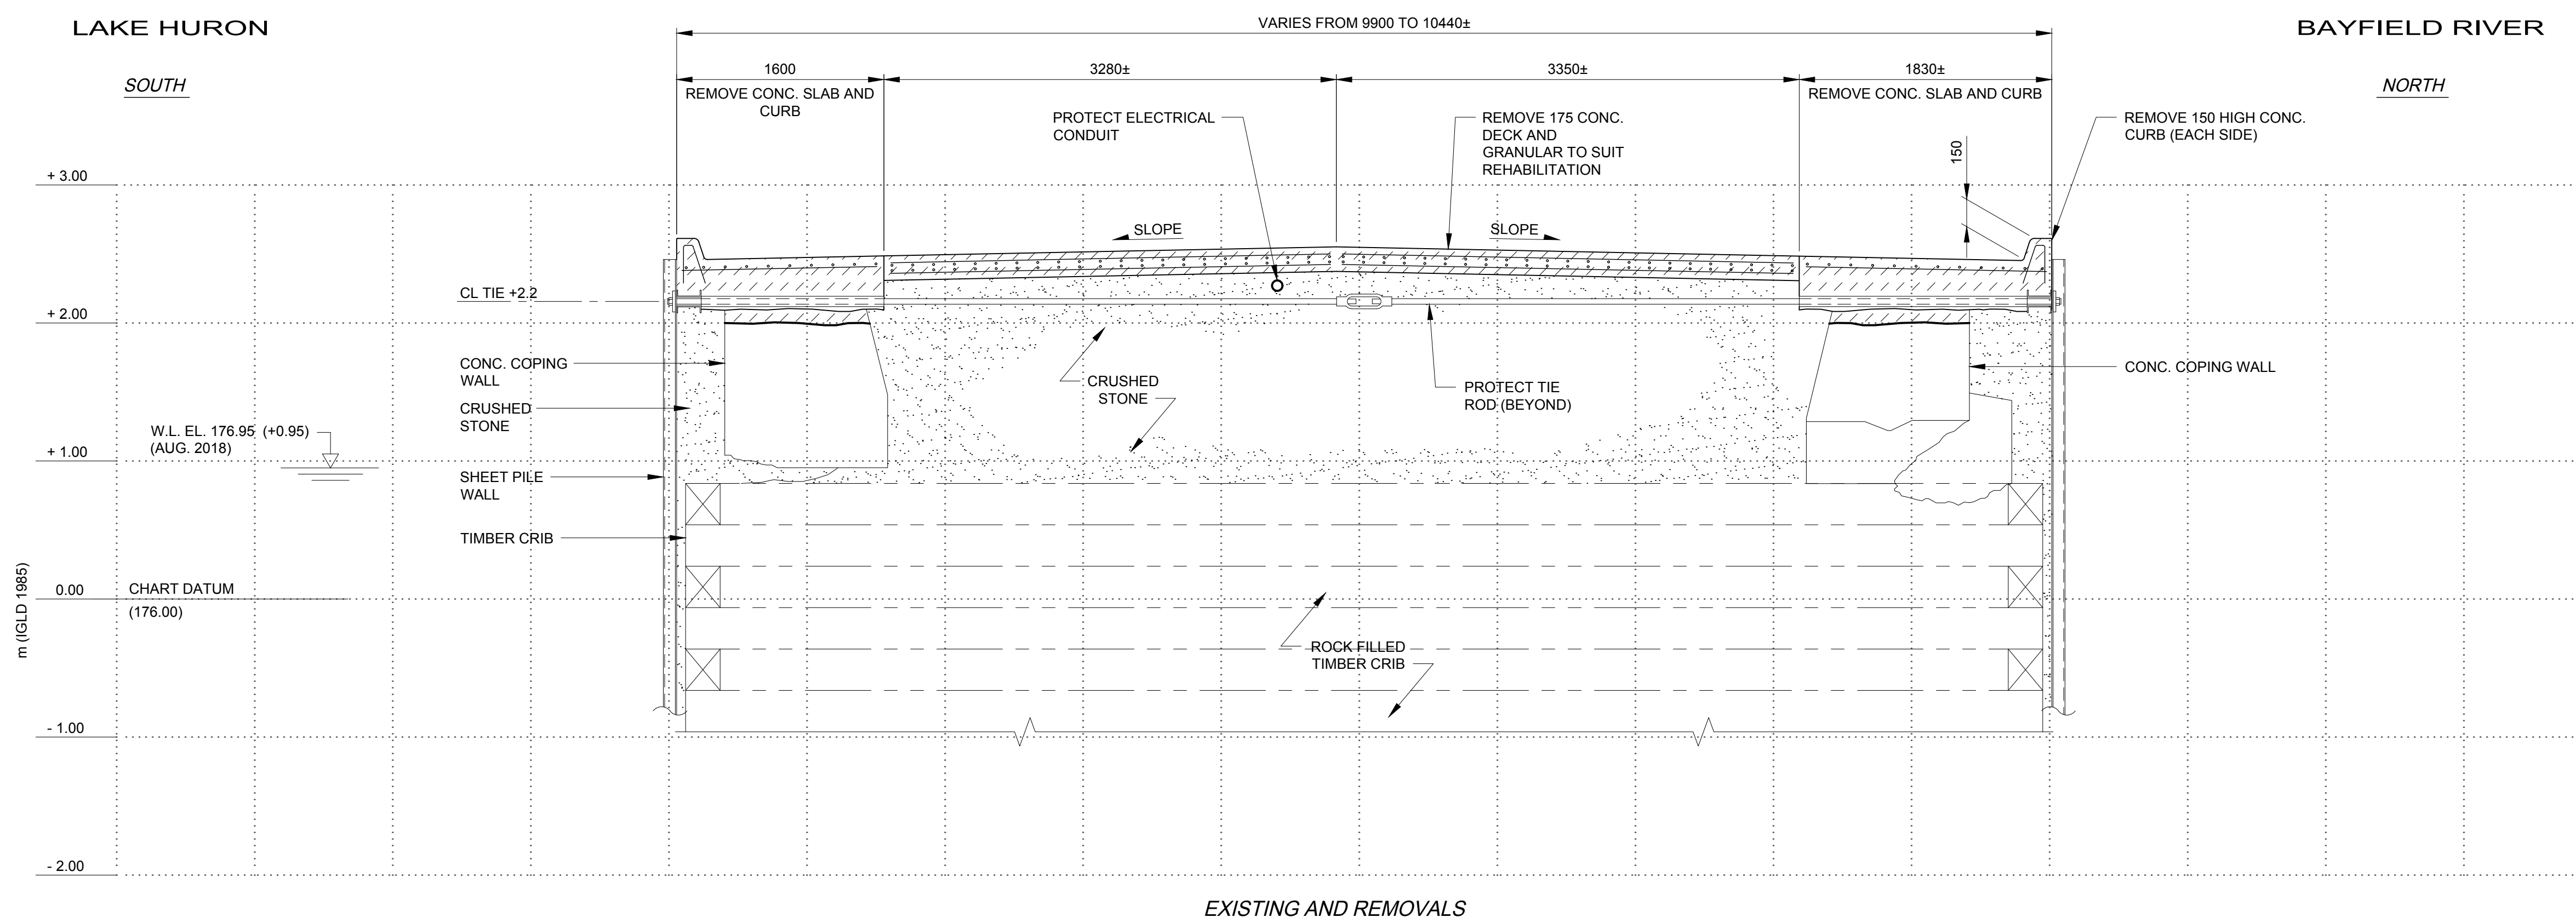 LAKE HURON
VARIES FROM 9900 TO 10440±
BAYFIELD RIVER
SOUTH
1600
REMOVE CONC. SLAB AND
CURB
3280±
3350±
1830±
REMOVE CONC. SLAB AND CURB
NORTH
PROTECT ELECTRICAL
CONDUIT
REMOVE 175 CONC.
DECK AND
GRANULAR TO SUIT
REHABILITATION
150
REMOVE 150 HIGH CONC.
CURB (EACH SIDE)
+ 3.00
SLOPE
SLOPE
CL TIE +2.2
+ 2.00
CONC. COPING
WALL
CRUSHED
STONE
CRUSHED
STONE
PROTECT TIE
ROD (BEYOND)
CONC. COPING WALL
W.L. EL. 176.95 (+0.95)
(AUG. 2018)
+ 1.00
SHEET PILE
WALL
TIMBER CRIB
m (IGLD 1985)
0.00
CHART DATUM
(176.00)
ROCK FILLED
TIMBER CRIB
- 1.00
- 2.00
EXISTING AND REMOVALS